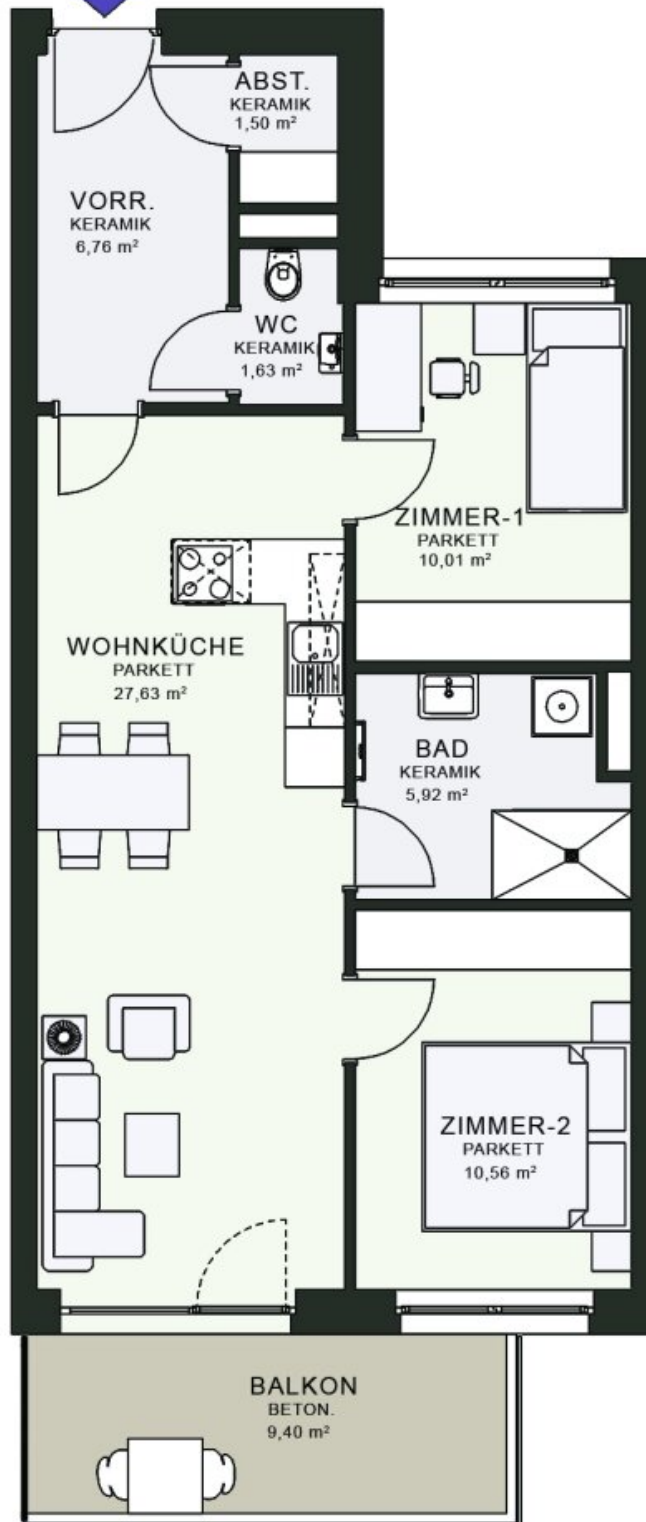 ABST.
KERAMIK
1,50 m²
VORR.
KERAMIK
6,76 m²
WC
KERAMIK
1,63 m²
ZIMMER-1
PARKETT
10,01 m²
WOHNKÜCHE
PARKETT
27,63 m²
BAD
KERAMIK
5,92 m²
ZIMMER-2
PARKETT
10,56 m²
BALKON
BETON.
9,40 m²